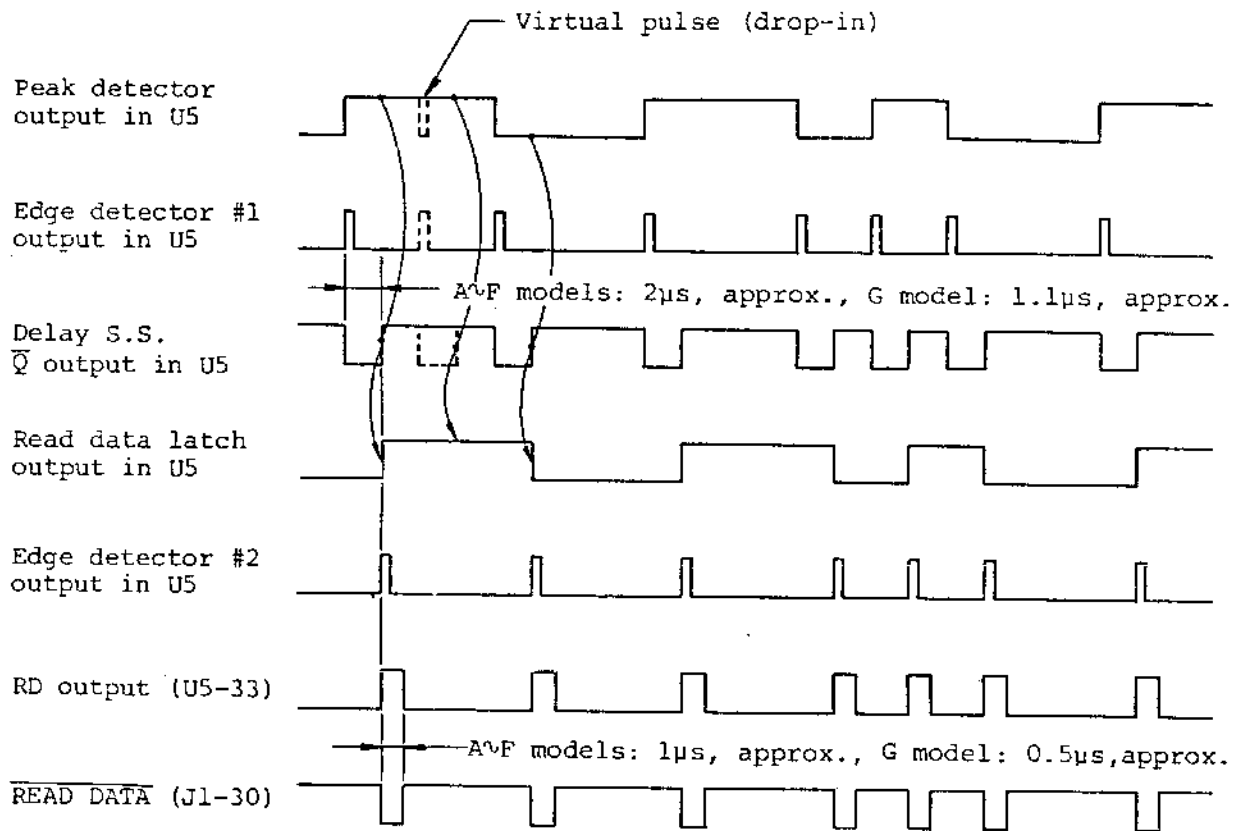 Virtual pulse (drop-in)
Peak detector
output in U5
Edge detector #1
output in U5
A~F models: 2μs, approx., G model: 1.1μs, approx.
Delay S.S.
Q̅ output in U5
Read data latch
output in U5
Edge detector #2
output in U5
RD output (U5-33)
A~F models: 1μs, approx., G model: 0.5μs,approx.
R̅E̅A̅D̅ ̅D̅A̅T̅A̅ (J1-30)